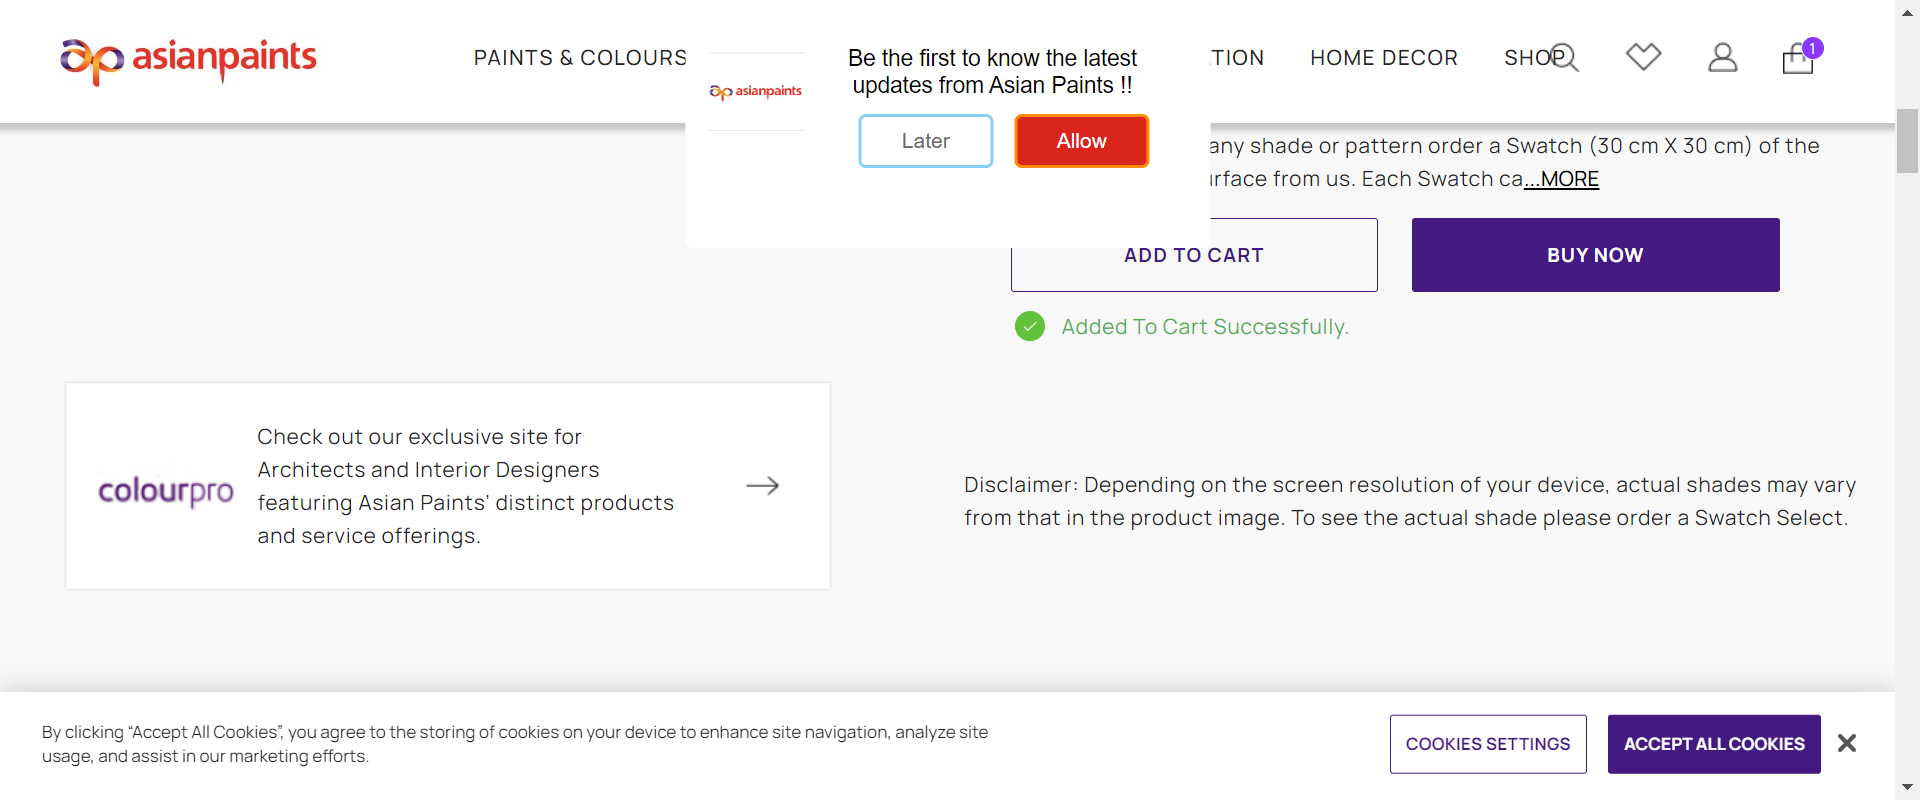 asianpaints
PAINTS & COLOURS
TION
HOME DECOR
SHOP
1
asianpaints
Be the first to know the latest
updates from Asian Paints !!
Later
Allow
any shade or pattern order a Swatch (30 cm X 30 cm) of the
rface from us. Each Swatch ca...MORE
ADD TO CART
BUY NOW
Added To Cart Successfully.
colourpro
Check out our exclusive site for
Architects and Interior Designers
featuring Asian Paints’ distinct products
and service offerings.
Disclaimer: Depending on the screen resolution of your device, actual shades may vary
from that in the product image. To see the actual shade please order a Swatch Select.
By clicking “Accept All Cookies”, you agree to the storing of cookies on your device to enhance site navigation, analyze site
usage, and assist in our marketing efforts.
COOKIES SETTINGS
ACCEPT ALL COOKIES